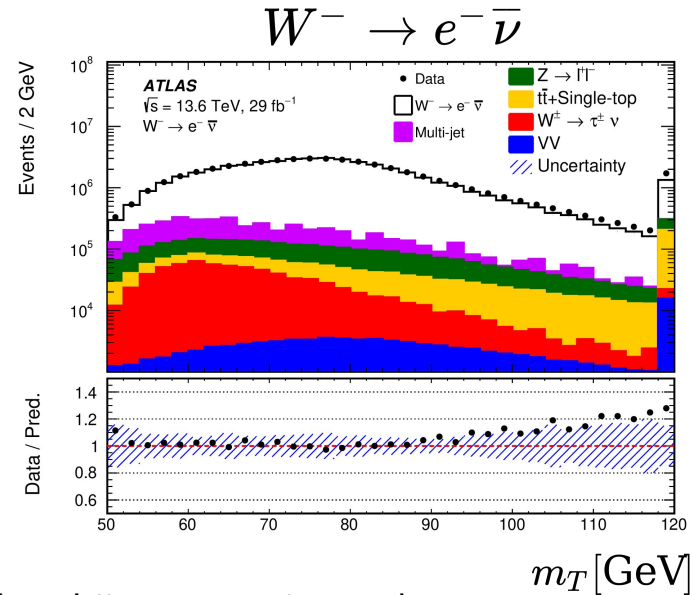 W⁻ → e⁻ ν̅
Events / 2 GeV
10⁸
10⁷
10⁶
10⁵
10⁴
ATLAS
√s = 13.6 TeV, 29 fb⁻¹
W⁻ → e⁻ ν̅
Data
W⁻ → e⁻ ν̅
Multi-jet
Z → l⁺l⁻
tt̅+Single-top
W± → τ± ν
VV
Uncertainty
Data / Pred.
1.4
1.2
1
0.8
0.6
50 60 70 80 90 100 110 120
m_T [GeV]